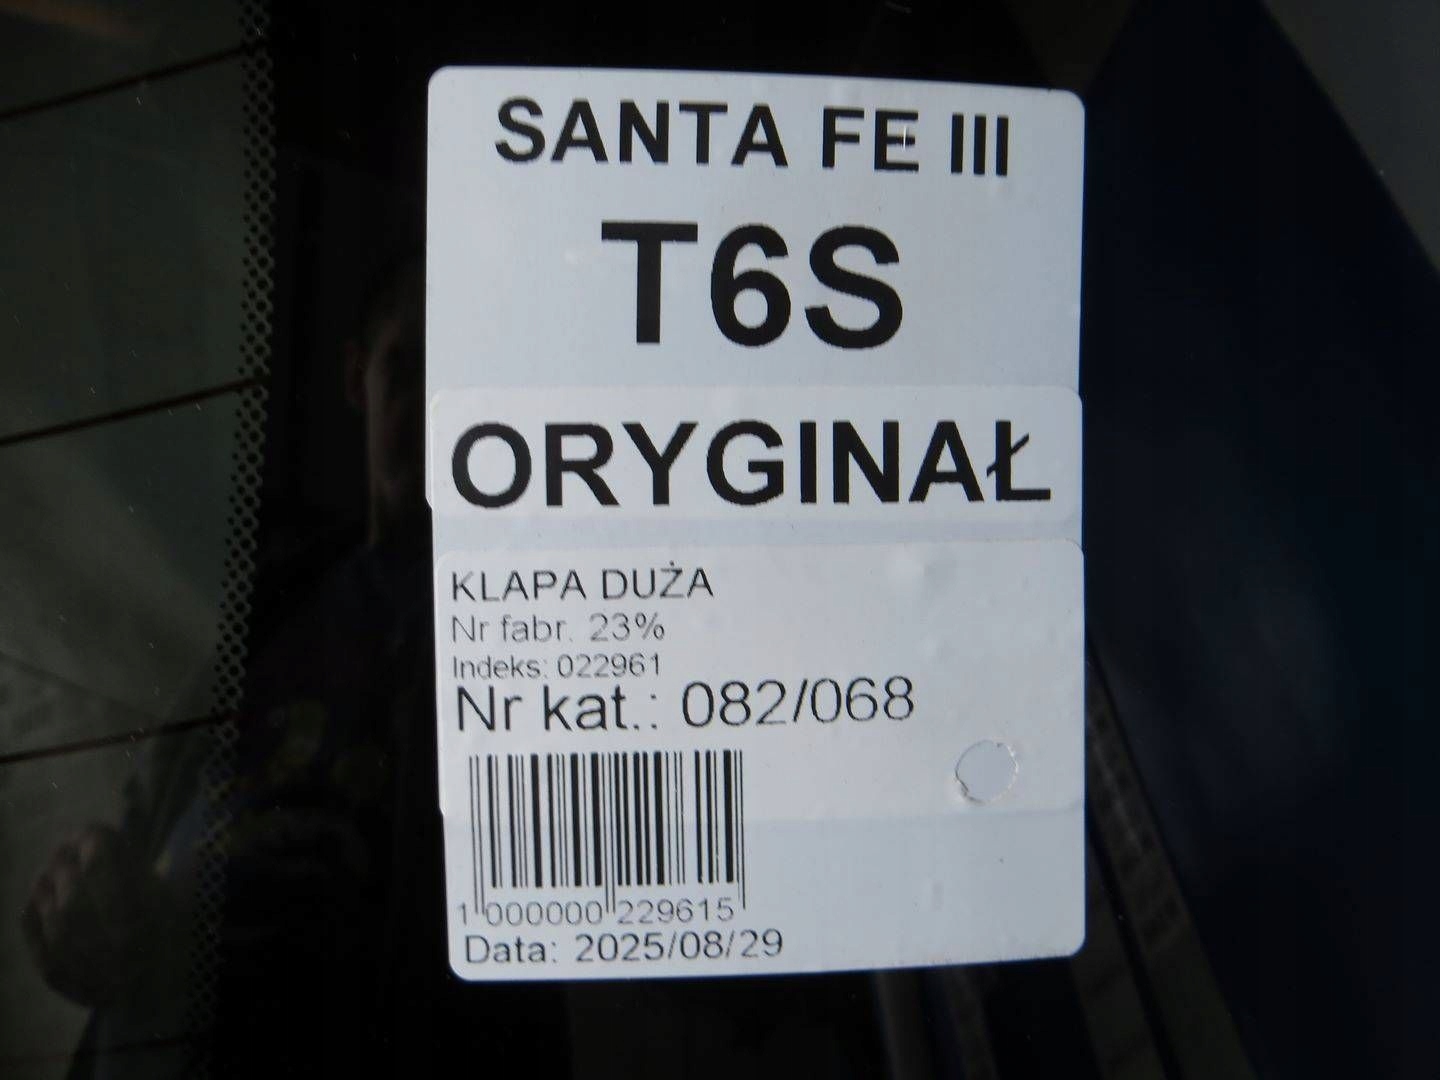 SANTA FE III
T6S
ORYGINAŁ
KLAPA DUŻA
Nr fabr. 23%
Indeks: 022961
Nr kat.: 082/068
1 000000 229615
Data: 2025/08/29